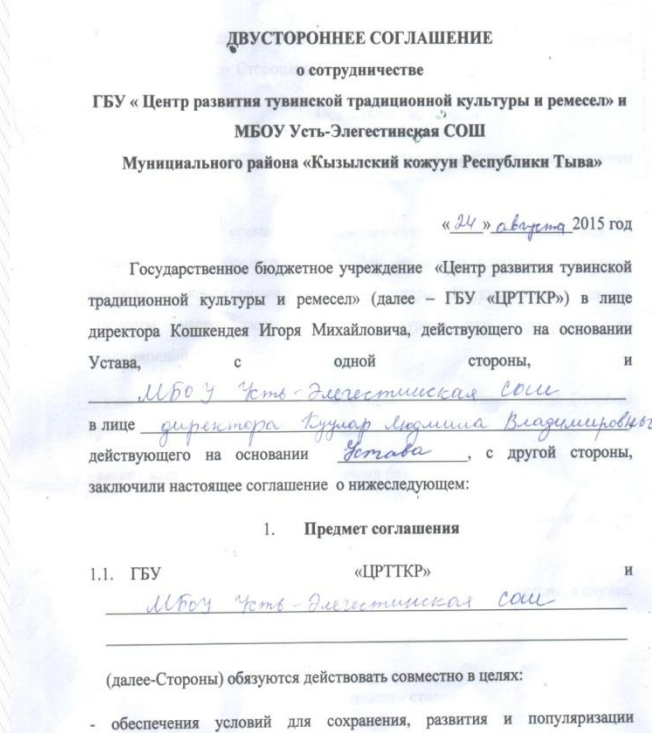 ДВУСТОРОННЕЕ СОГЛАШЕНИЕ
о сотрудничестве
ГБУ « Центр развития тувинской традиционной культуры и ремесел» и
МБОУ Усть-Элегестинская СОШ
Муниципального района «Кызылский кожуун Республики Тыва»
«24» августа 2015 год
Государственное бюджетное учреждение «Центр развития тувинской
традиционной культуры и ремесел» (далее – ГБУ «ЦРТТКР») в лице
директора Кошкендея Игоря Михайловича, действующего на основании
Устава, с одной стороны, и
МБОУ Усть-Элегестинская сош
в лице директора Куулар Людмила Владимировны
действующего на основании Устава, с другой стороны,
заключили настоящее соглашение о нижеследующем:
1. Предмет соглашения
1.1. ГБУ «ЦРТТКР» и
МБОУ Усть-Элегестинская сош
(далее-Стороны) обязуются действовать совместно в целях:
- обеспечения условий для сохранения, развития и популяризации